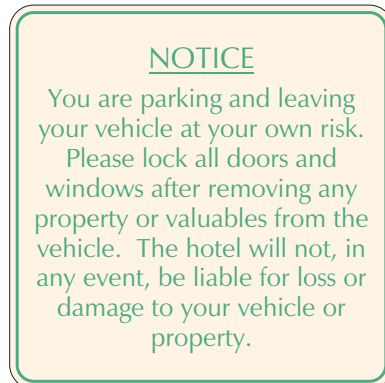 NOTICE
You are parking and leaving
your vehicle at your own risk.
Please lock all doors and
windows after removing any
property or valuables from the
vehicle.  The hotel will not, in
any event, be liable for loss or
damage to your vehicle or
property.